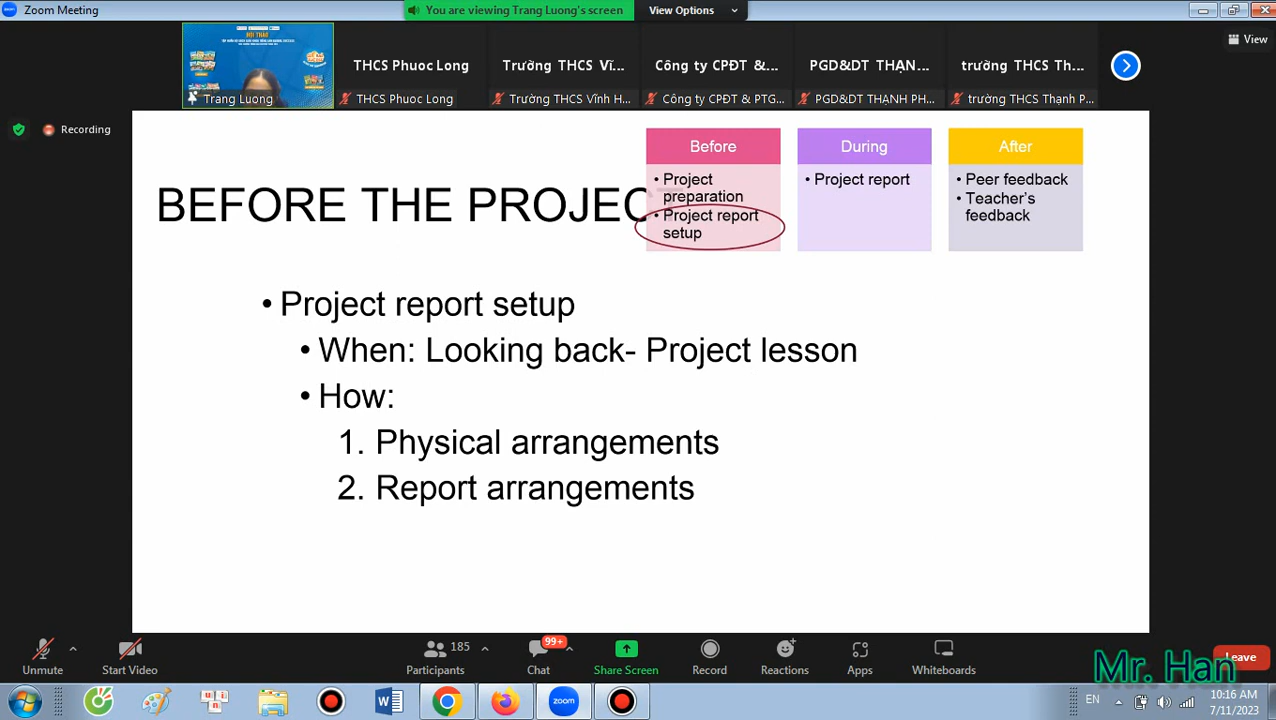 Zoom Meeting
You are viewing Trang Luong's screen
View Options
HỘI THẢO
THCS Phuoc Long
Trường THCS Vĩ...
Công ty CPĐT &...
PGD&DT THẠN...
trường THCS Th...
View
Trang Luong
THCS Phuoc Long
Trường THCS Vĩnh H...
Công ty CPĐT & PTG...
PGD&DT THẠNH PH...
trường THCS Thạnh P...
Recording
BEFORE THE PROJECT
Before
• Project
preparation
• Project report
setup
During
• Project report
After
• Peer feedback
• Teacher's
feedback
• Project report setup
• When: Looking back- Project lesson
• How:
1. Physical arrangements
2. Report arrangements
Unmute
Start Video
185
Participants
99+
Chat
Share Screen
Record
Reactions
Apps
Whiteboards
Leave
Mr. Han
zoom
EN
10:16 AM
7/11/2023